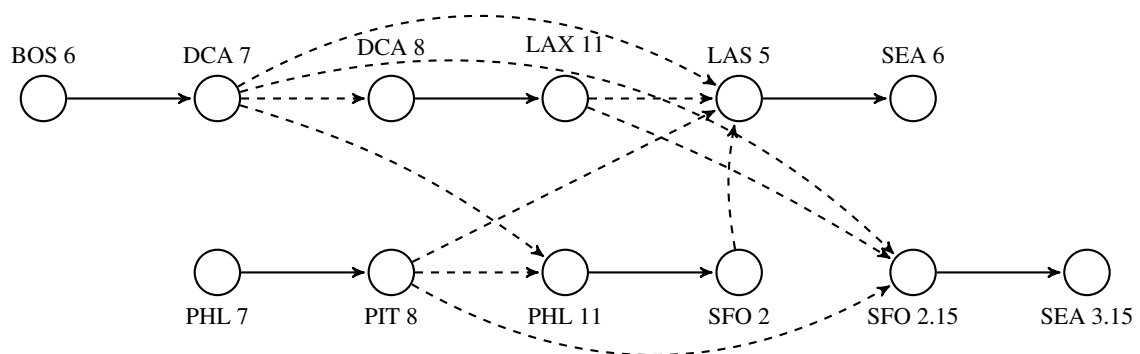 BOS 6
DCA 7
DCA 8
LAX 11
LAS 5
SEA 6
PHL 7
PIT 8
PHL 11
SFO 2
SFO 2.15
SEA 3.15